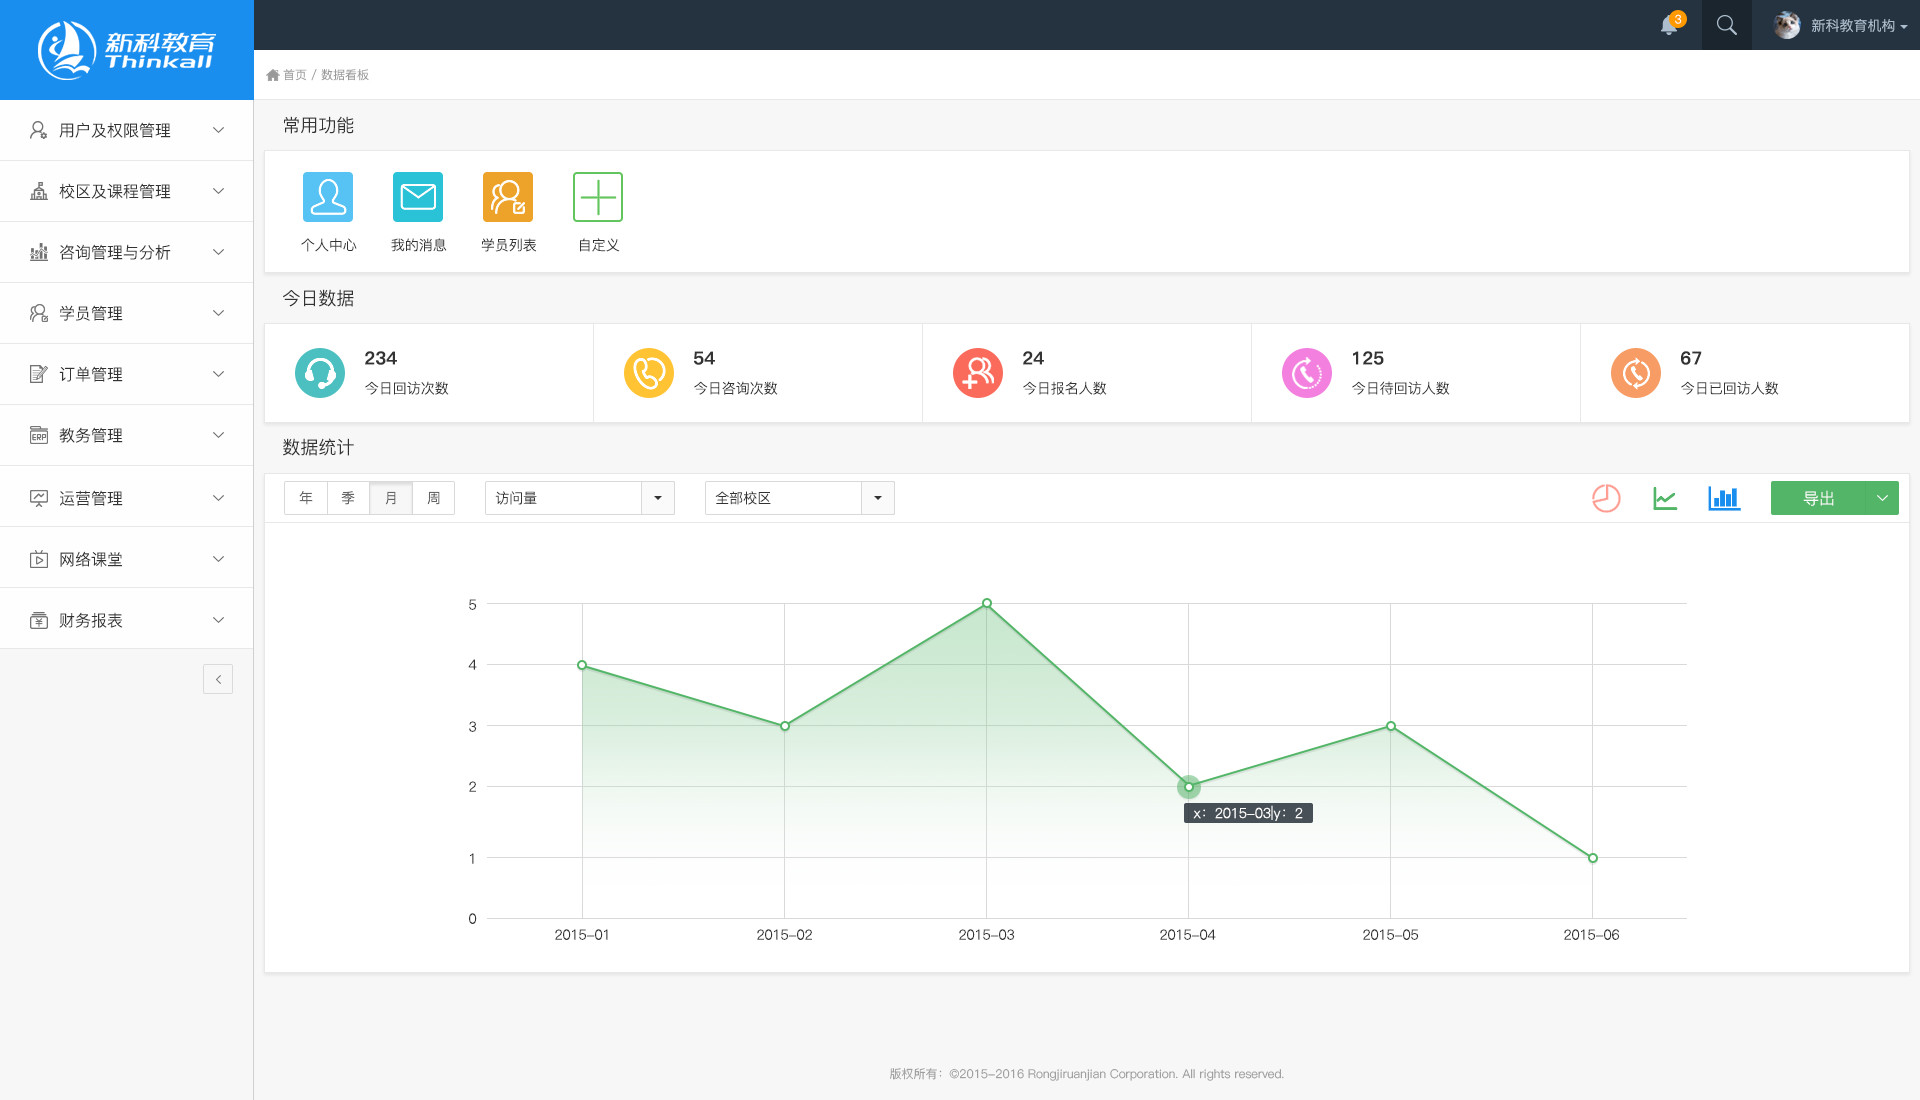 新科教育
Thinkall
3
新科教育机构
首页 / 数据看板
用户及权限管理
校区及课程管理
咨询管理与分析
学员管理
订单管理
ERP
教务管理
运营管理
网络课堂
¥
财务报表
常用功能
个人中心
我的消息
学员列表
自定义
今日数据
234
今日回访次数
54
今日咨询次数
24
今日报名人数
125
今日待回访人数
67
今日已回访人数
数据统计
年 季 月 周
访问量
全部校区
导出
5
4
3
2
1
0
x：2015-03|y：2
2015-01 2015-02 2015-03 2015-04 2015-05 2015-06
版权所有：©2015-2016 Rongjiruanjian Corporation. All rights reserved.